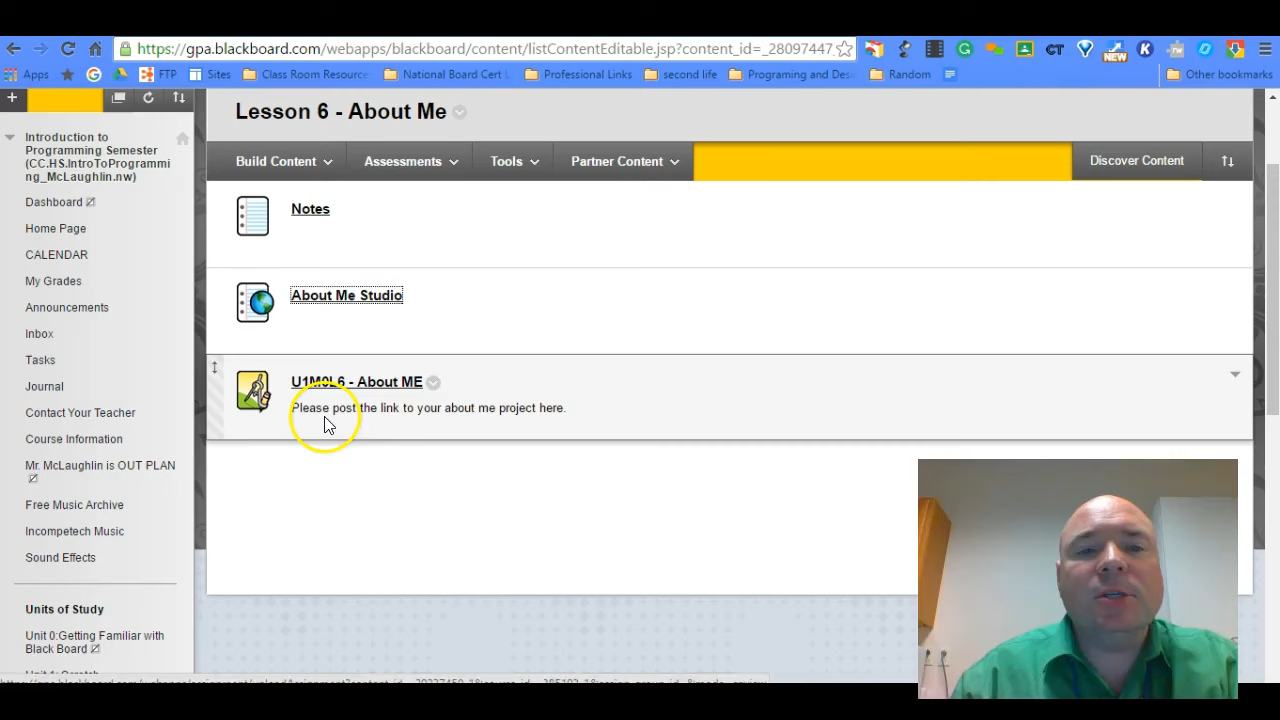 https://gpa.blackboard.com/webapps/blackboard/content/listContentEditable.jsp?content_id=_28097447
Apps
FTP
Sites
Class Room Resource
National Board Cert
Professional Links
second life
Programing and Des
Random
Other bookmarks
NEW
Lesson 6 - About Me
Build Content
Assessments
Tools
Partner Content
Discover Content
Introduction to
Programing Semester
(CC.HS.IntroToProgrammi
ng_McLaughlin.nw)
Dashboard
Home Page
CALENDAR
My Grades
Announcements
Inbox
Tasks
Journal
Contact Your Teacher
Course Information
Mr. McLaughlin is OUT PLAN
Free Music Archive
Incompetech Music
Sound Effects
Units of Study
Unit 0:Getting Familiar with
Black Board
Notes
About Me Studio
U1M0L6 - About ME
Please post the link to your about me project here.